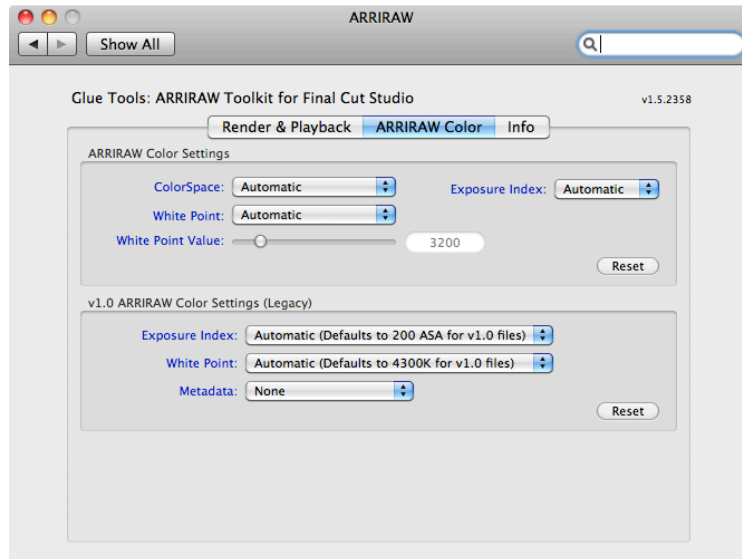 ARRIRAW
Show All
Glue Tools: ARRIRAW Toolkit for Final Cut Studio v1.5.2358
Render & Playback ARRIRAW Color Info
ARRIRAW Color Settings
ColorSpace: Automatic Exposure Index: Automatic
White Point: Automatic
White Point Value: 3200
Reset
v1.0 ARRIRAW Color Settings (Legacy)
Exposure Index: Automatic (Defaults to 200 ASA for v1.0 files)
White Point: Automatic (Defaults to 4300K for v1.0 files)
Metadata: None
Reset